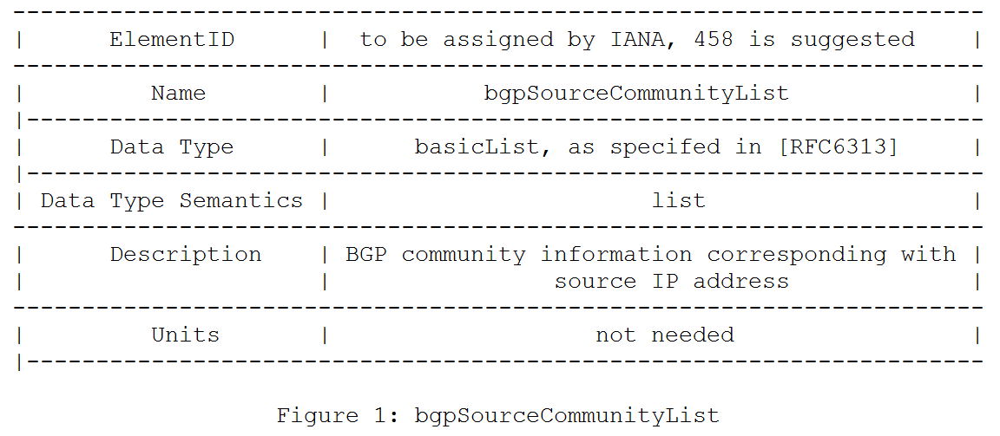 -----------------------------------------------------------------------
|      ElementID      |  to be assigned by IANA, 458 is suggested    |
-----------------------------------------------------------------------
|         Name        |           bgpSourceCommunityList             |
|----------------------------------------------------------------------
|      Data Type      |      basicList, as specifed in [RFC6313]     |
|----------------------------------------------------------------------
| Data Type Semantics |                       list                   |
-----------------------------------------------------------------------
|      Description    | BGP community information corresponding with |
|                     |                source IP address             |
-----------------------------------------------------------------------
|         Units       |                   not needed                 |
|----------------------------------------------------------------------
Figure 1: bgpSourceCommunityList